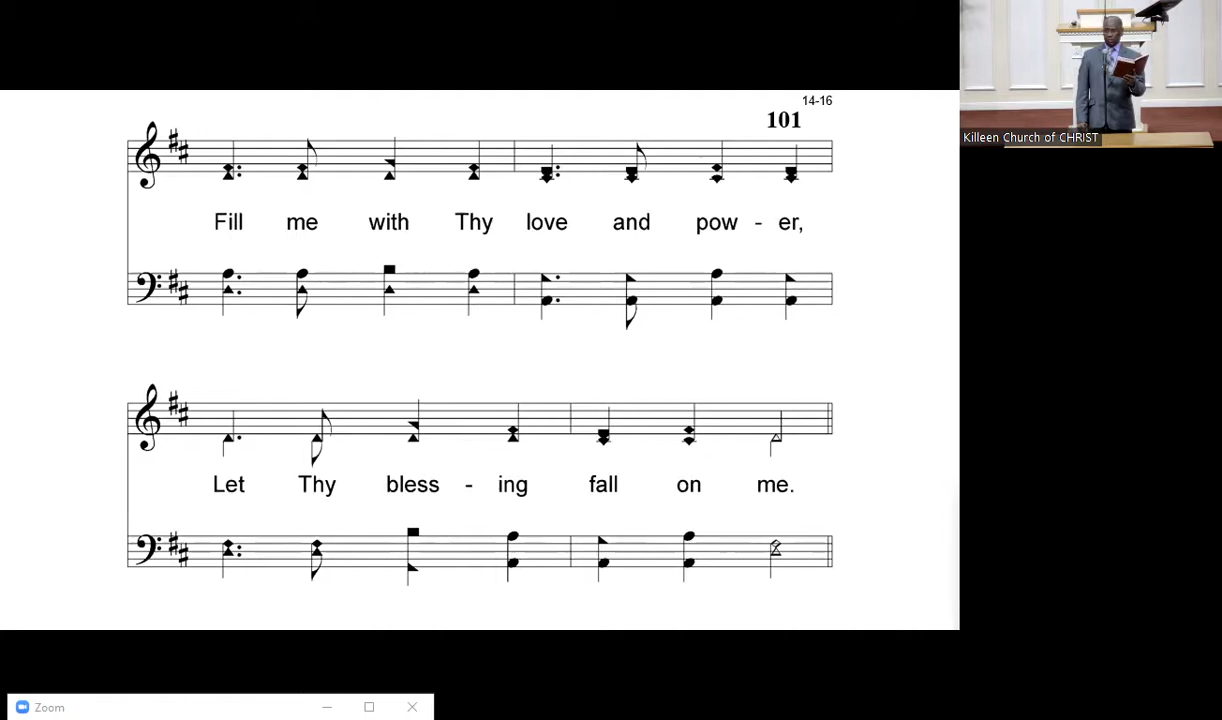 14-16
101
Fill me with Thy love and pow - er,
Let Thy bless - ing fall on me.
Killeen Church of CHRIST
Zoom